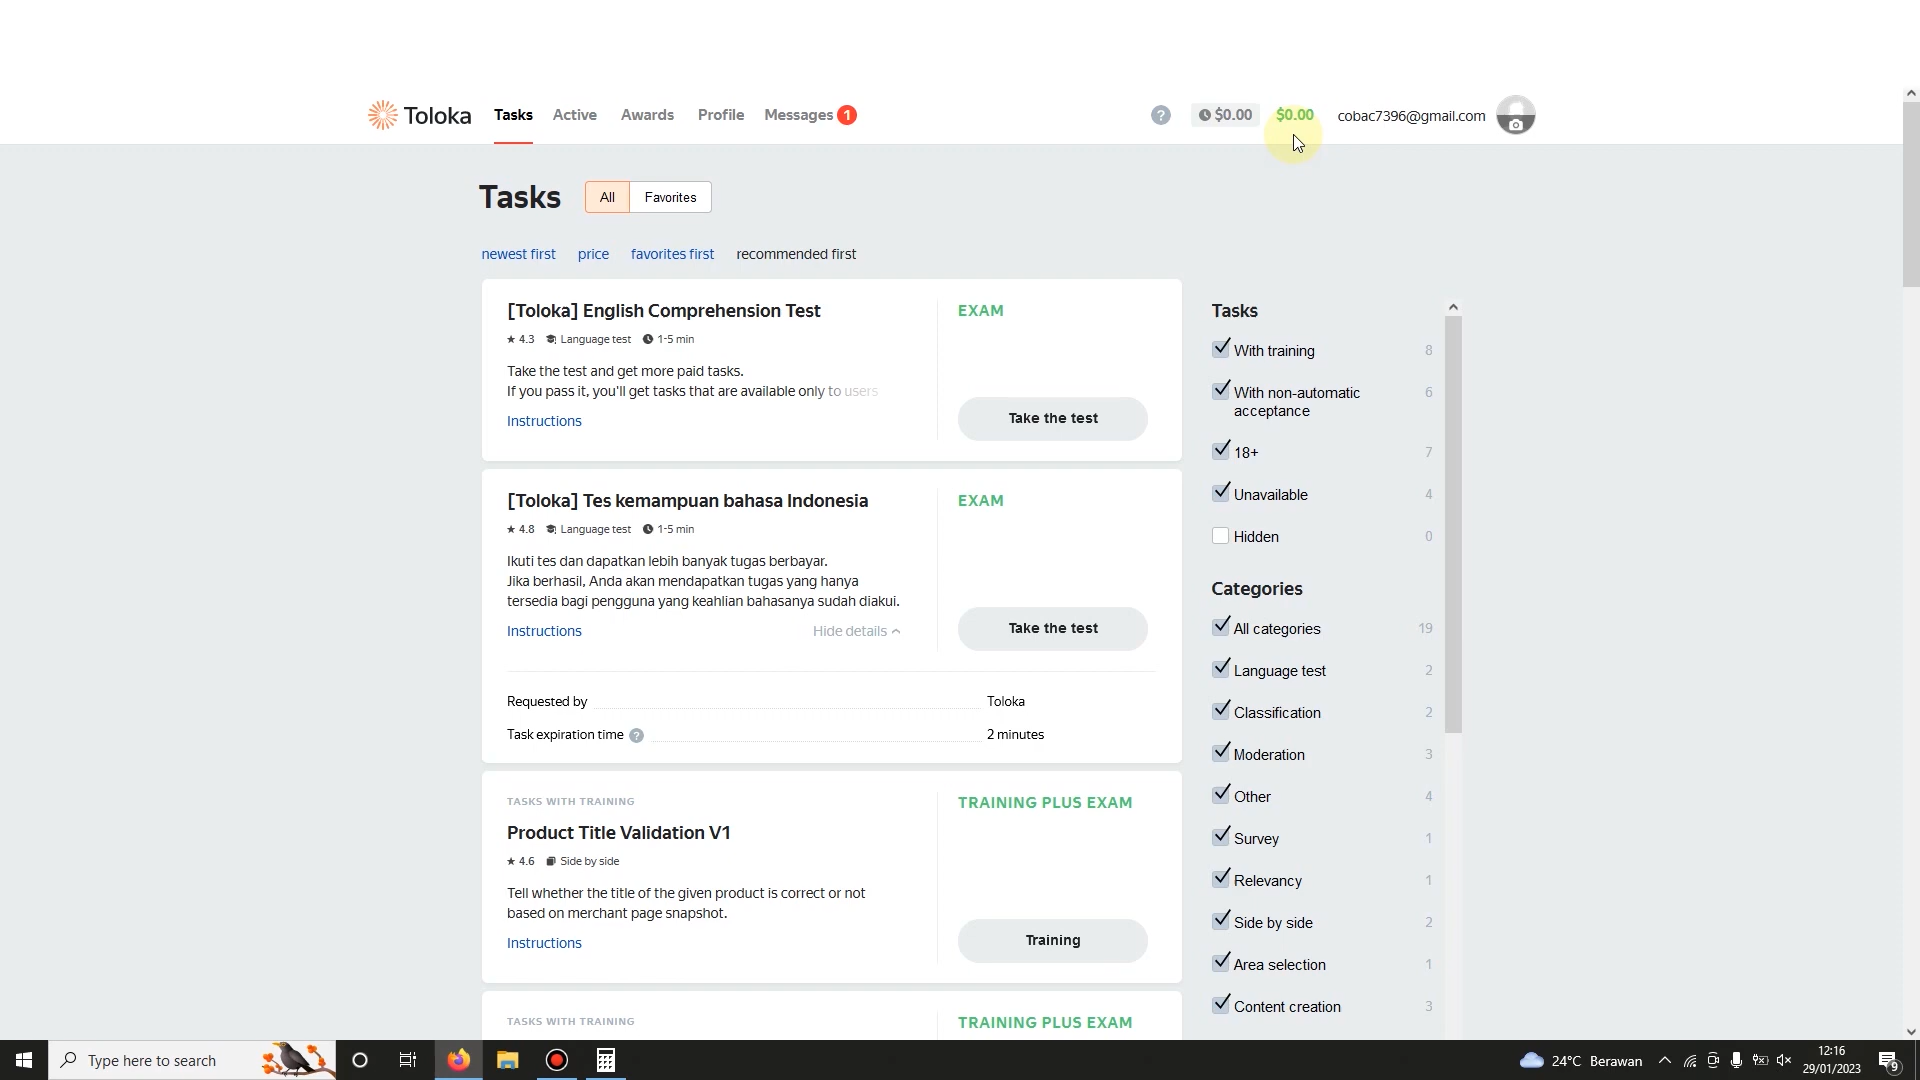 Toloka
Tasks
Active
Awards
Profile
Messages 1
?
$0.00
$0.00
cobac7396@gmail.com
Tasks
All
Favorites
newest first
price
favorites first
recommended first
[Toloka] English Comprehension Test
4.3 Language test 1-5 min
Take the test and get more paid tasks.
If you pass it, you'll get tasks that are available only to users
Instructions
EXAM
Take the test
[Toloka] Tes kemampuan bahasa Indonesia
4.8 Language test 1-5 min
Ikuti tes dan dapatkan lebih banyak tugas berbayar.
Jika berhasil, Anda akan mendapatkan tugas yang hanya
tersedia bagi pengguna yang keahlian bahasanya sudah diakui.
Instructions
Hide details
EXAM
Take the test
Requested by Toloka
Task expiration time ? 2 minutes
TASKS WITH TRAINING
Product Title Validation V1
4.6 Side by side
Tell whether the title of the given product is correct or not
based on merchant page snapshot.
Instructions
TRAINING PLUS EXAM
Training
TASKS WITH TRAINING
TRAINING PLUS EXAM
Tasks
With training 8
With non-automatic
acceptance 6
18+ 7
Unavailable 4
Hidden 0
Categories
All categories 19
Language test 2
Classification 2
Moderation 3
Other 4
Survey 1
Relevancy 1
Side by side 2
Area selection 1
Content creation 3
Type here to search
24°C Berawan
12:16
29/01/2023
9